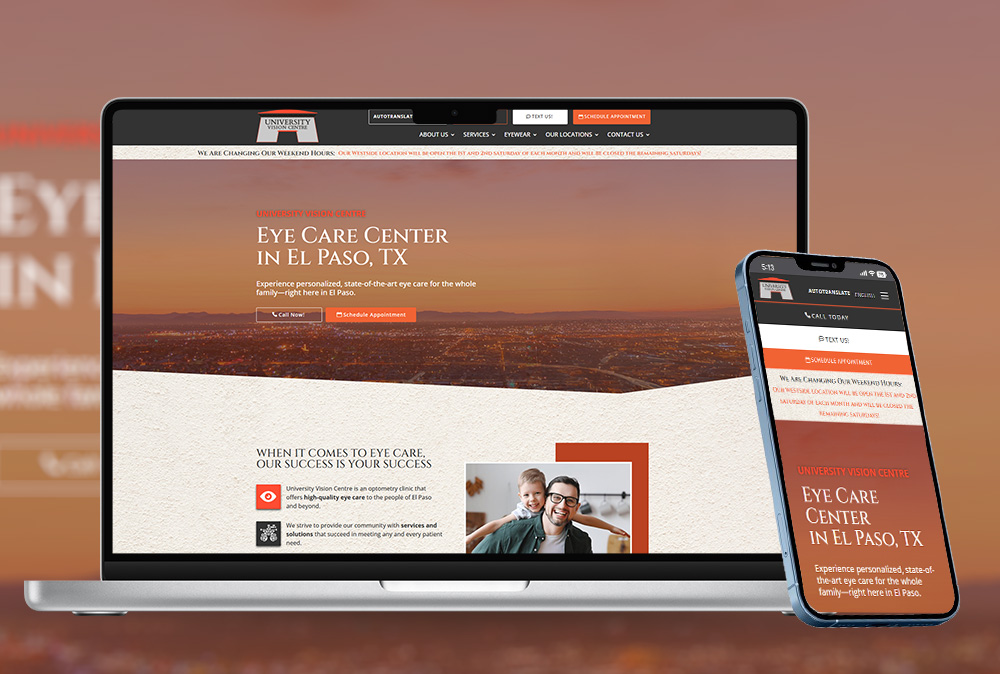 UNIVERSITY
VISION CENTRE
AUTOTRANSLAT
TEXT US!
SCHEDULE APPOINTMENT
ABOUT US
SERVICES
EYEWEAR
OUR LOCATIONS
CONTACT US
We Are Changing Our Weekend Hours: Our Westside location will be open the 1st and 2nd Saturday of each month and will be closed the remaining Saturdays!
UNIVERSITY VISION CENTRE
Eye Care Center
in El Paso, TX
Experience personalized, state-of-the-art eye care for the whole
family—right here in El Paso.
Call Now!
Schedule Appointment
WHEN IT COMES TO EYE CARE,
OUR SUCCESS IS YOUR SUCCESS
University Vision Centre is an optometry clinic that
offers high-quality eye care to the people of El Paso
and beyond.
We strive to provide our community with services and
solutions that succeed in meeting any and every patient
need.
5:13
UNIVERSITY
VISION CENTRE
AUTOTRANSLATE
ENGLISH
CALL TODAY
TEXT US!
SCHEDULE APPOINTMENT
We Are Changing Our Weekend Hours:
Our Westside location will be open the 1st and 2nd
Saturday of each month and will be closed the
remaining Saturdays!
UNIVERSITY VISION CENTRE
Eye Care
Center
in El Paso, TX
Experience personalized, state-of-
the-art eye care for the whole
family—right here in El Paso.